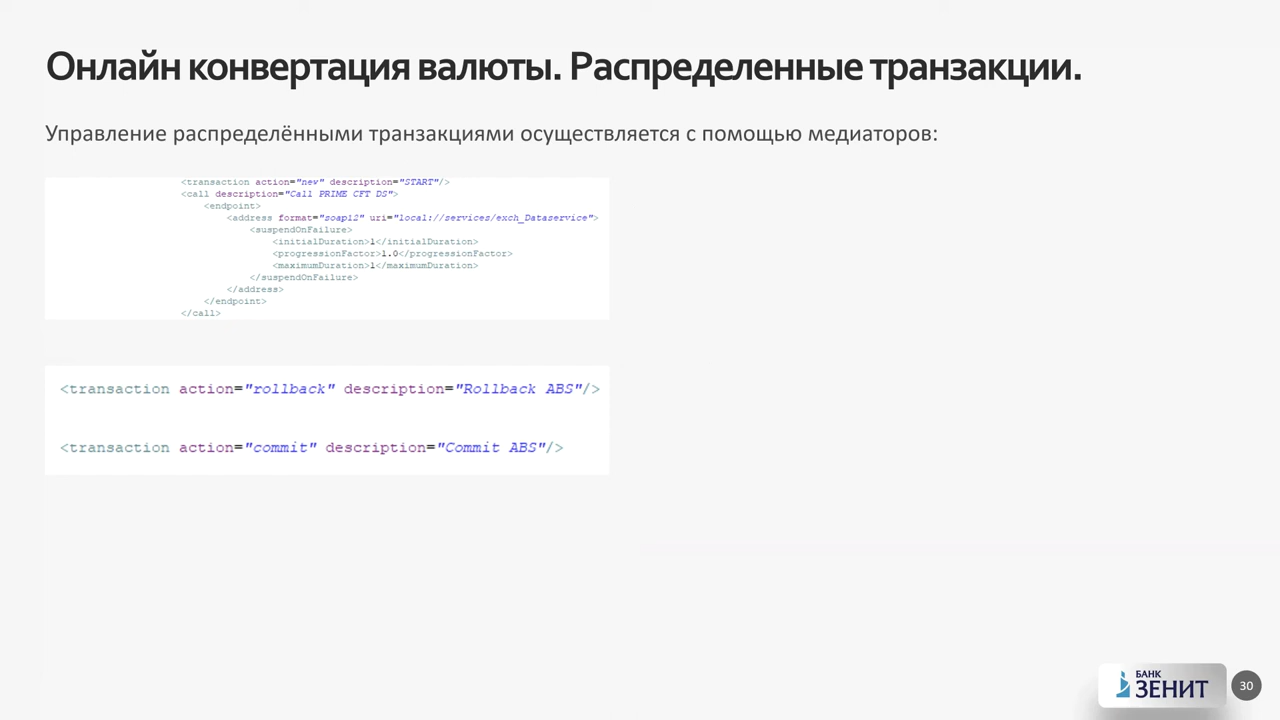 Онлайн конвертация валюты. Распределенные транзакции.
Управление распределёнными транзакциями осуществляется с помощью медиаторов:
<transaction action="new" description="START"/>
<call description="Call PRIME CFT DS">
<endpoint>
<address format="soap12" uri="local://services/exch_Dataservice">
<suspendOnFailure>
<initialDuration>1</initialDuration>
<progressionFactor>1.0</progressionFactor>
<maximumDuration>1</maximumDuration>
</suspendOnFailure>
</address>
</endpoint>
</call>
<transaction action="rollback" description="Rollback ABS"/>
<transaction action="commit" description="Commit ABS"/>
БАНК
ЗЕНИТ
30